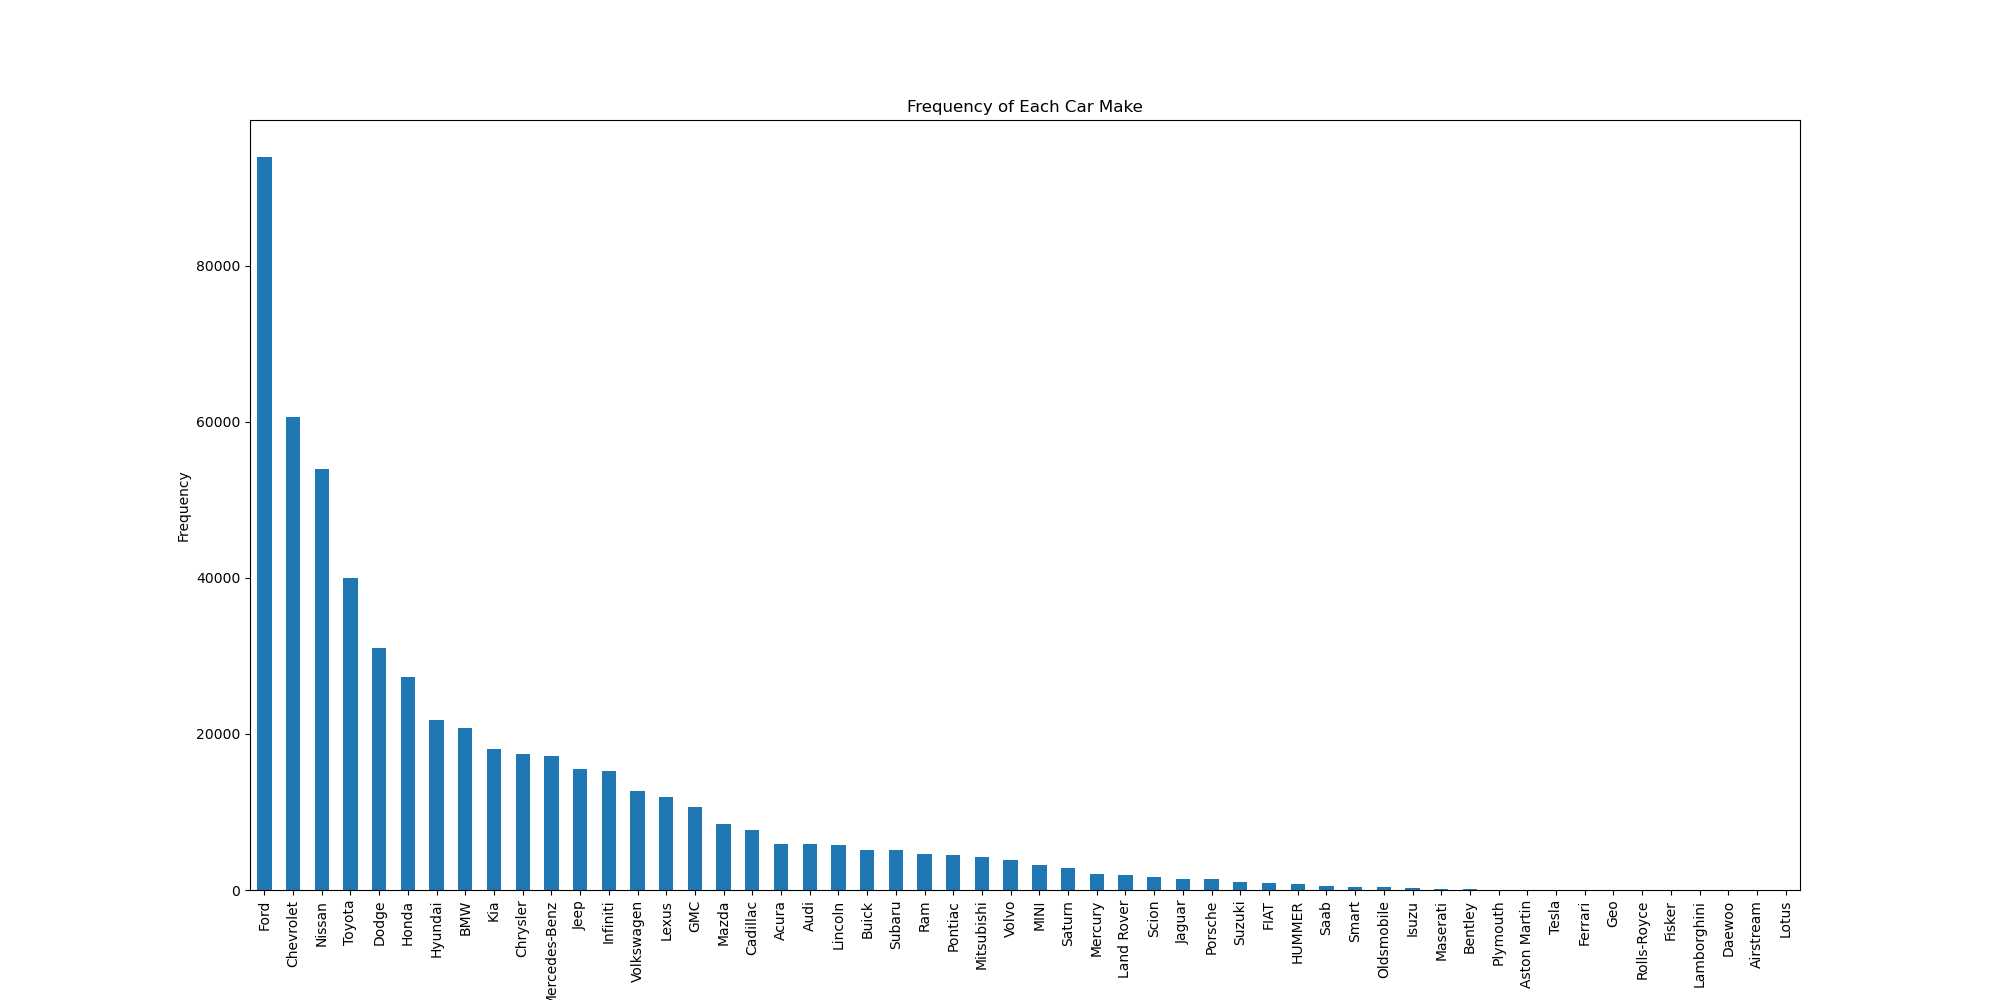 Frequency of Each Car Make
Frequency
80000
60000
40000
20000
0
Ford
Chevrolet
Nissan
Toyota
Dodge
Honda
Hyundai
BMW
Kia
Chrysler
Mercedes-Benz
Jeep
Infiniti
Volkswagen
Lexus
GMC
Mazda
Cadillac
Acura
Audi
Lincoln
Buick
Subaru
Ram
Pontiac
Mitsubishi
Volvo
MINI
Saturn
Mercury
Land Rover
Scion
Jaguar
Porsche
Suzuki
FIAT
HUMMER
Saab
Smart
Oldsmobile
Isuzu
Maserati
Bentley
Plymouth
Aston Martin
Tesla
Ferrari
Geo
Rolls-Royce
Fisker
Lamborghini
Daewoo
Airstream
Lotus